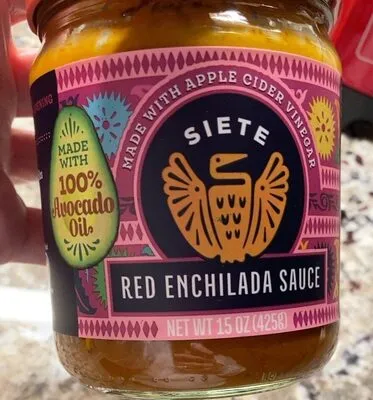 MADE WITH APPLE CIDER VINEGAR
SIETE
MADE
WITH
100%
Avocado
Oil
RED ENCHILADA SAUCE
NET WT 15 OZ (425g)